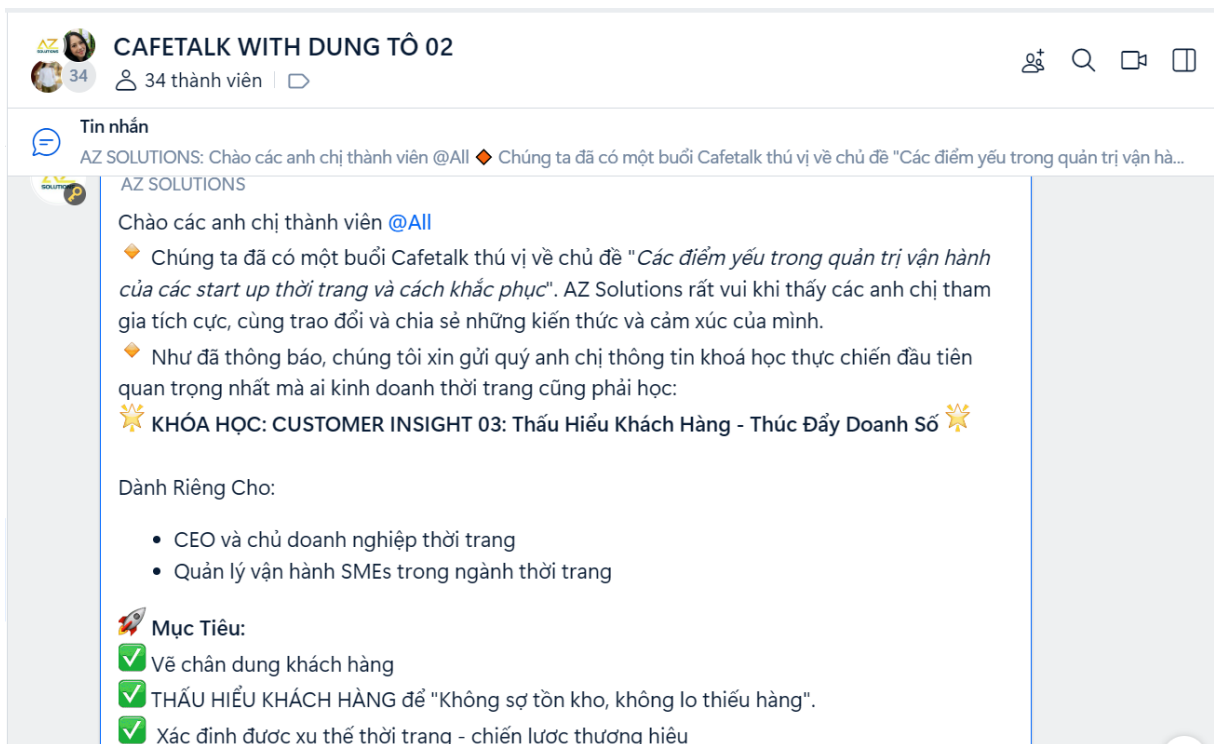 CAFETALK WITH DUNG TÔ 02
34
34 thành viên
Tin nhắn
AZ SOLUTIONS: Chào các anh chị thành viên @All 🔸 Chúng ta đã có một buổi Cafetalk thú vị về chủ đề "Các điểm yếu trong quản trị vận hà...
AZ SOLUTIONS
Chào các anh chị thành viên @All
🔸 Chúng ta đã có một buổi Cafetalk thú vị về chủ đề "Các điểm yếu trong quản trị vận hành
của các start up thời trang và cách khắc phục". AZ Solutions rất vui khi thấy các anh chị tham
gia tích cực, cùng trao đổi và chia sẻ những kiến thức và cảm xúc của mình.
🔸 Như đã thông báo, chúng tôi xin gửi quý anh chị thông tin khoá học thực chiến đầu tiên
quan trọng nhất mà ai kinh doanh thời trang cũng phải học:
🌟 KHÓA HỌC: CUSTOMER INSIGHT 03: Thấu Hiểu Khách Hàng - Thúc Đẩy Doanh Số 🌟
Dành Riêng Cho:
• CEO và chủ doanh nghiệp thời trang
• Quản lý vận hành SMEs trong ngành thời trang
🚀 Mục Tiêu:
✅ Vẽ chân dung khách hàng
✅ THẤU HIỂU KHÁCH HÀNG để "Không sợ tồn kho, không lo thiếu hàng".
✅ Xác định được xu thế thời trang - chiến lược thương hiệu